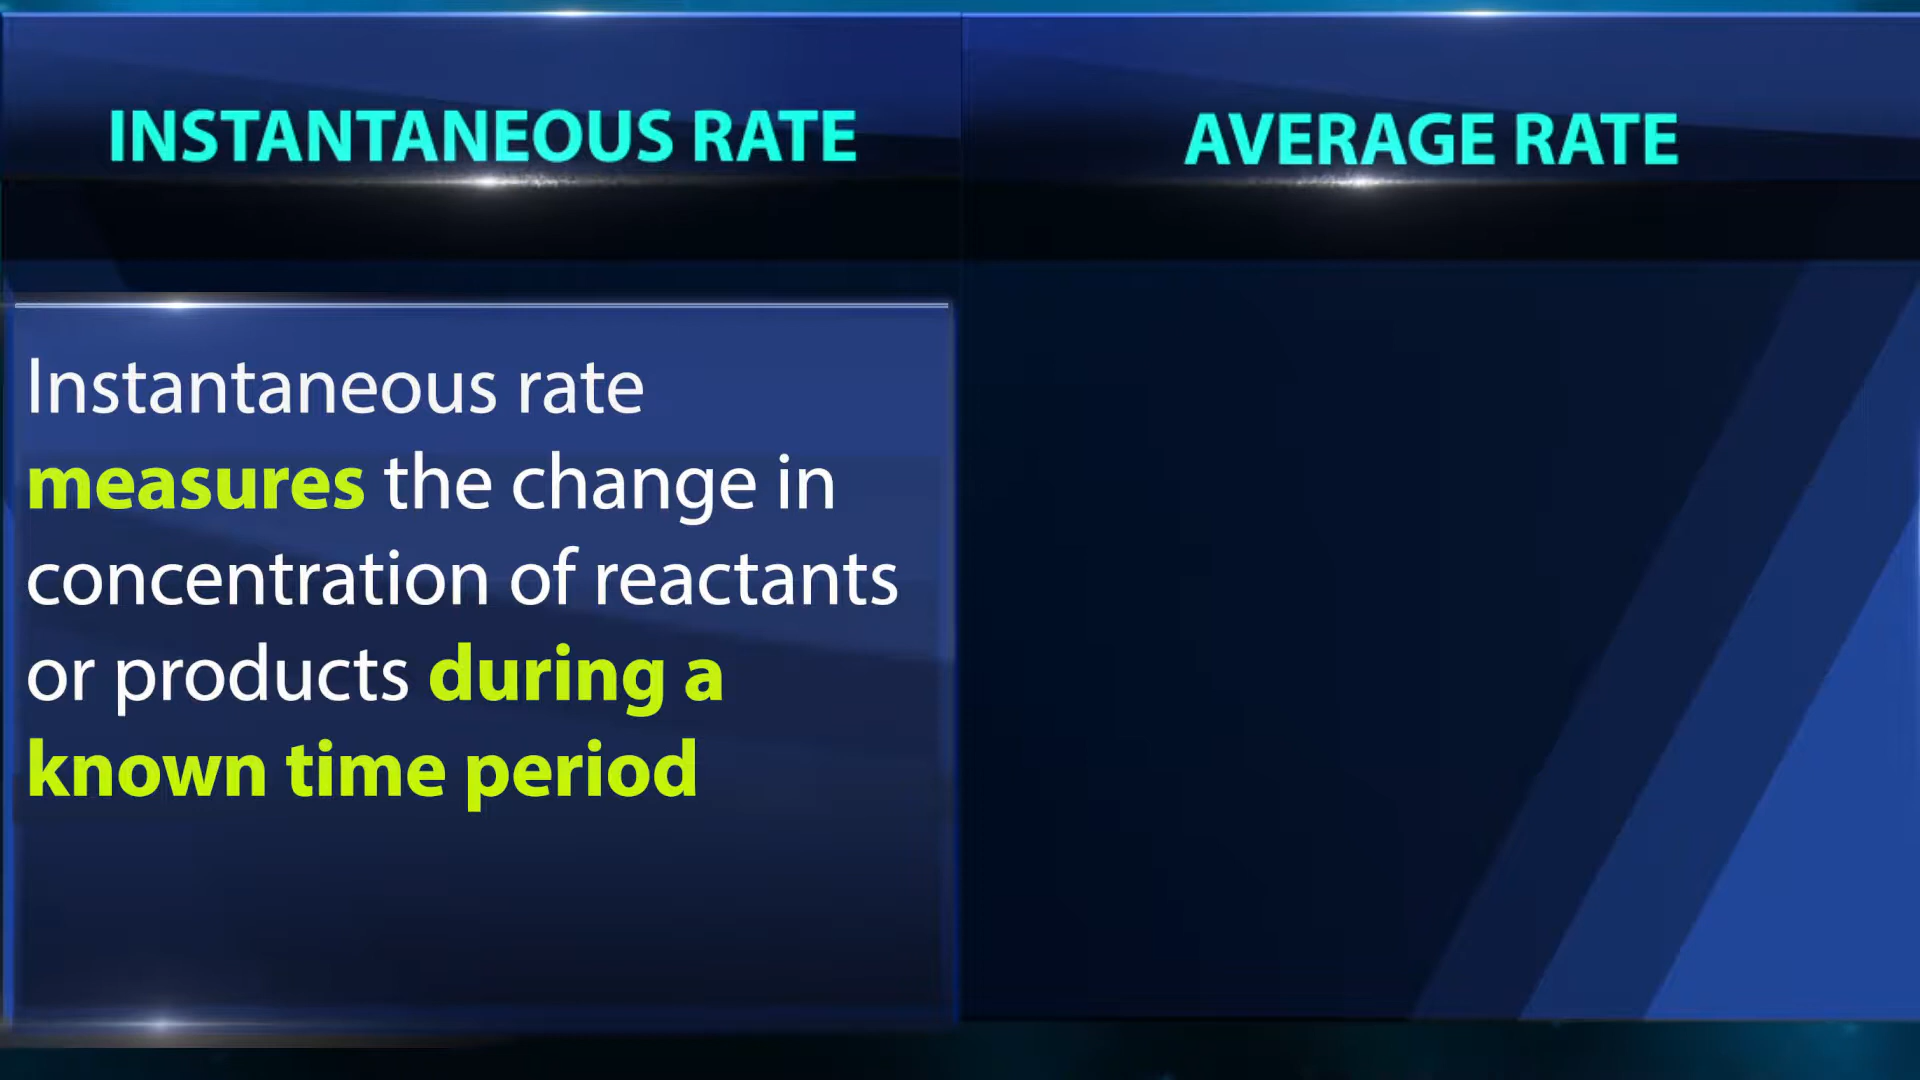 INSTANTANEOUS RATE
AVERAGE RATE
Instantaneous rate
measures the change in
concentration of reactants
or products during a
known time period